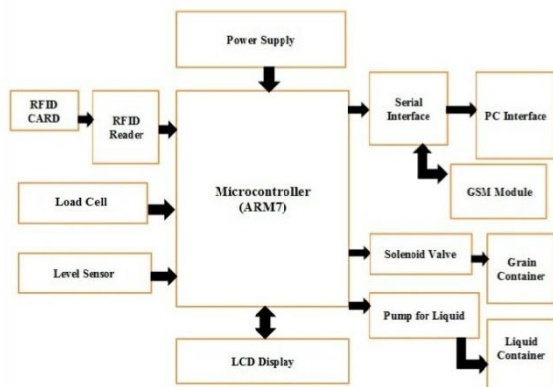 Power Supply
RFID
CARD
RFID
Reader
Serial
Interface
PC Interface
Microcontroller
(ARM7)
GSM Module
Load Cell
Level Sensor
Solenoid Valve
Grain
Container
Pump for Liquid
LCD Display
Liquid
Container